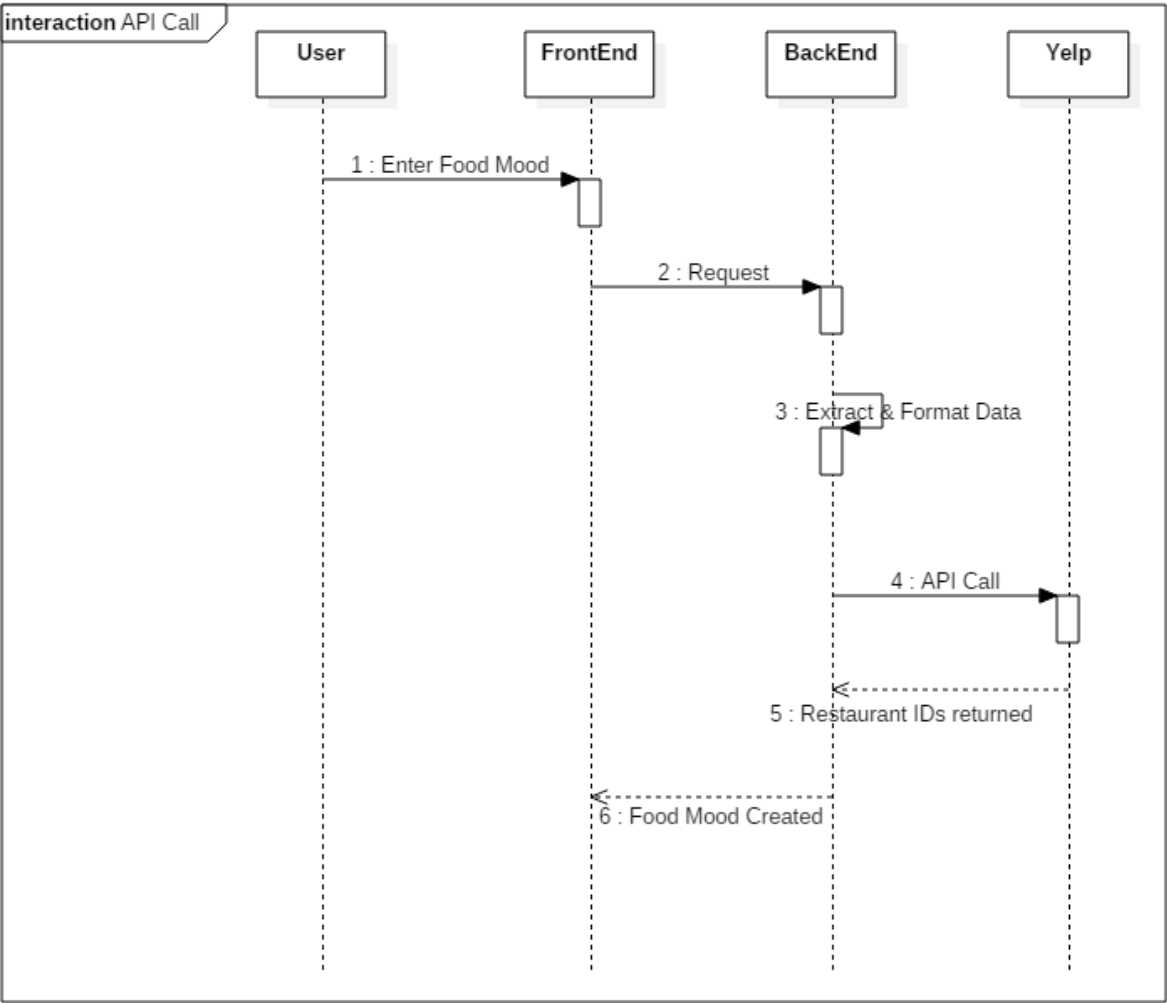 interaction API Call
User
FrontEnd
BackEnd
Yelp
1 : Enter Food Mood
2 : Request
3 : Extract & Format Data
4 : API Call
5 : Restaurant IDs returned
6 : Food Mood Created